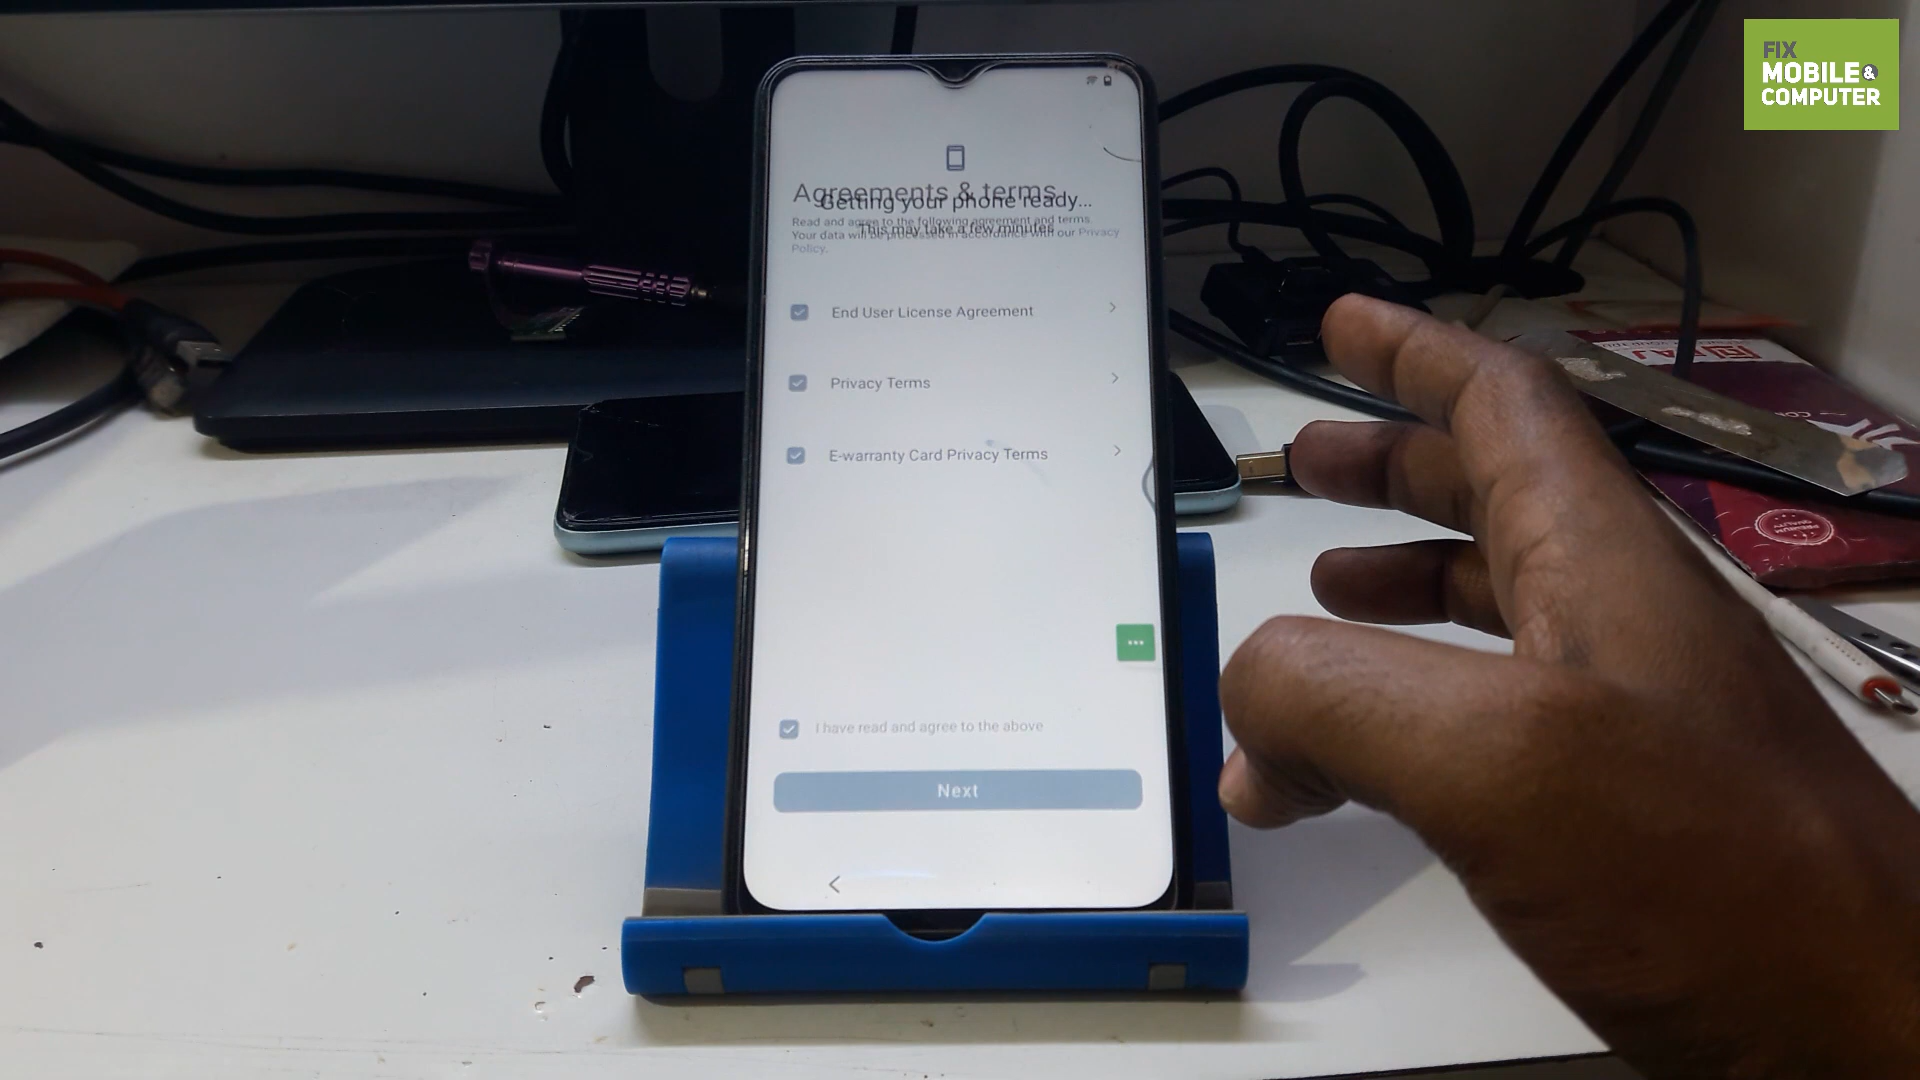 FIX
MOBILE &
COMPUTER
Agreements & terms
Getting your phone ready...
Read and agree to the following agreement and terms.
This may take a few minutes
Your data will be processed in accordance with our Privacy
Policy.
End User License Agreement
Privacy Terms
E-warranty Card Privacy Terms
I have read and agree to the above
Next
PREMIUM
QUALITY